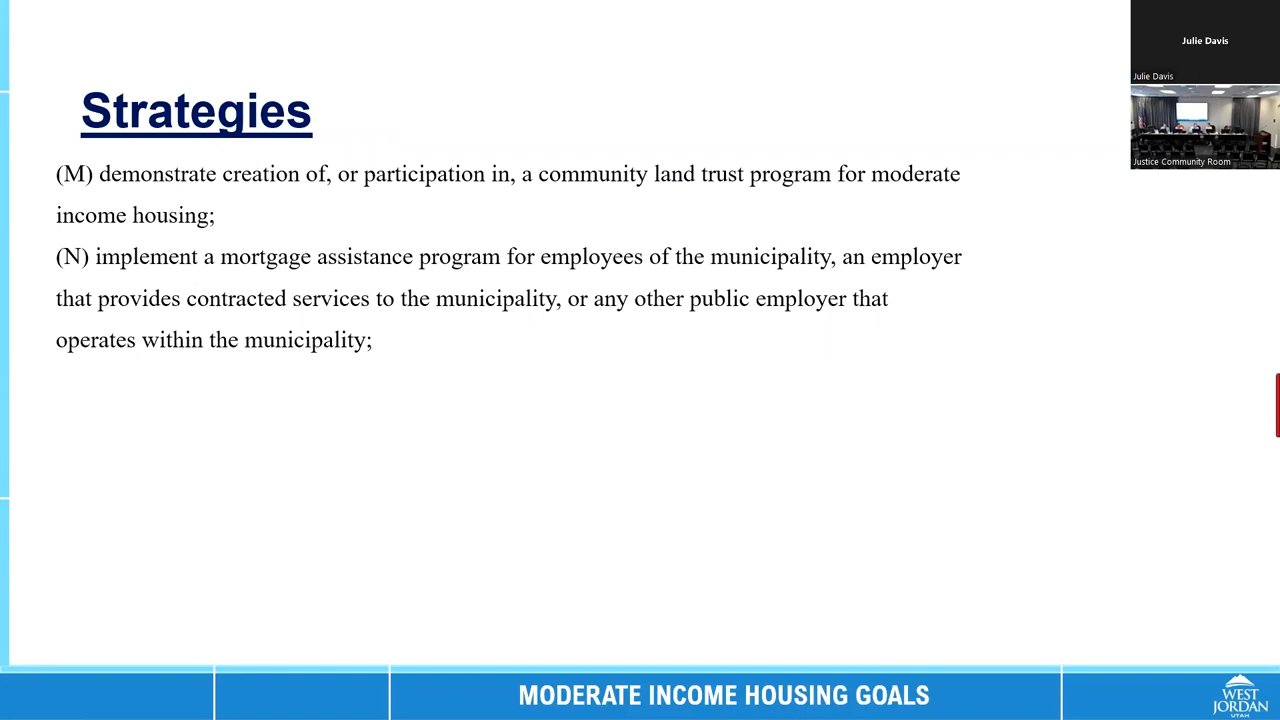 Julie Davis
Julie Davis
Strategies
Justice Community Room
(M) demonstrate creation of, or participation in, a community land trust program for moderate
income housing;
(N) implement a mortgage assistance program for employees of the municipality, an employer
that provides contracted services to the municipality, or any other public employer that
operates within the municipality;
MODERATE INCOME HOUSING GOALS
WEST
JORDAN
UTAH